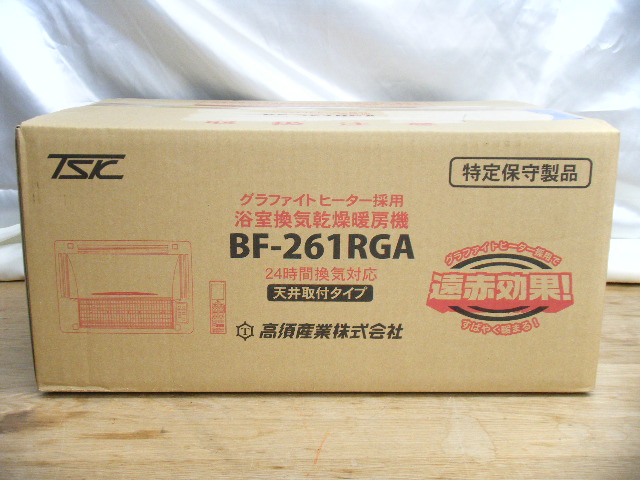 TSK
特定保守製品
グラファイトヒーター採用
浴室換気乾燥暖房機
BF-261RGA
24時間換気対応
天井取付タイプ
高須産業株式会社
グラファイトヒーター採用で
遠赤効果!
すばやく暖まる!